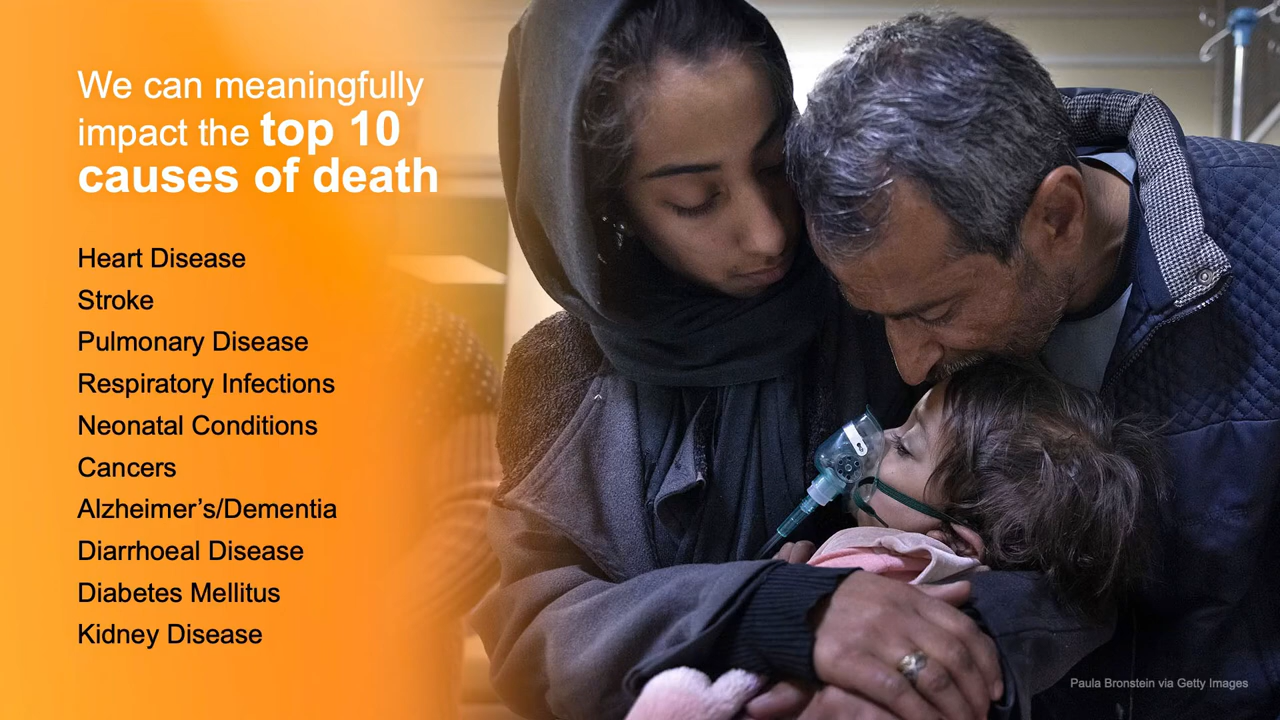 We can meaningfully
impact the top 10
causes of death
Heart Disease
Stroke
Pulmonary Disease
Respiratory Infections
Neonatal Conditions
Cancers
Alzheimer’s/Dementia
Diarrhoeal Disease
Diabetes Mellitus
Kidney Disease
Paula Bronstein via Getty Images